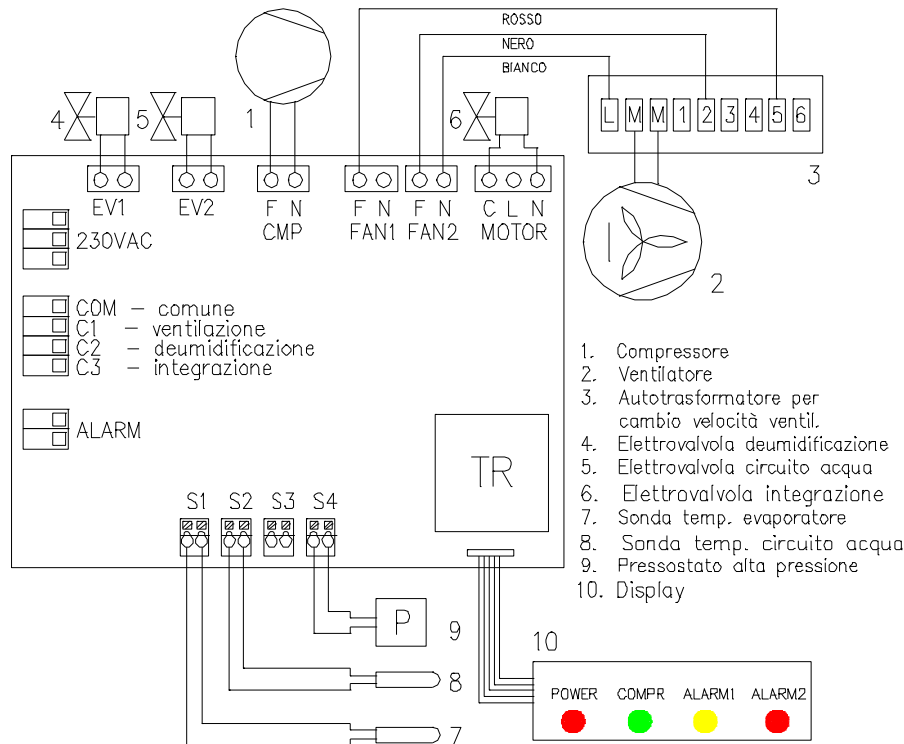 ROSSO
NERO
BIANCO
1
4
5
6
L M M 1 2 3 4 5 6
3
2
EV1
EV2
F N
CMP
F N
FAN1
F N
FAN2
C L N
MOTOR
230VAC
COM – comune
C1 – ventilazione
C2 – deumidificazione
C3 – integrazione
ALARM
TR
S1 S2 S3 S4
1. Compressore
2. Ventilatore
3. Autotrasformatore per
cambio velocità ventil.
4. Elettrovalvola deumidificazione
5. Elettrovalvola circuito acqua
6. Elettrovalvola integrazione
7. Sonda temp. evaporatore
8. Sonda temp. circuito acqua
9. Pressostato alta pressione
10. Display
P
9
8
7
10
POWER COMPR ALARM1 ALARM2